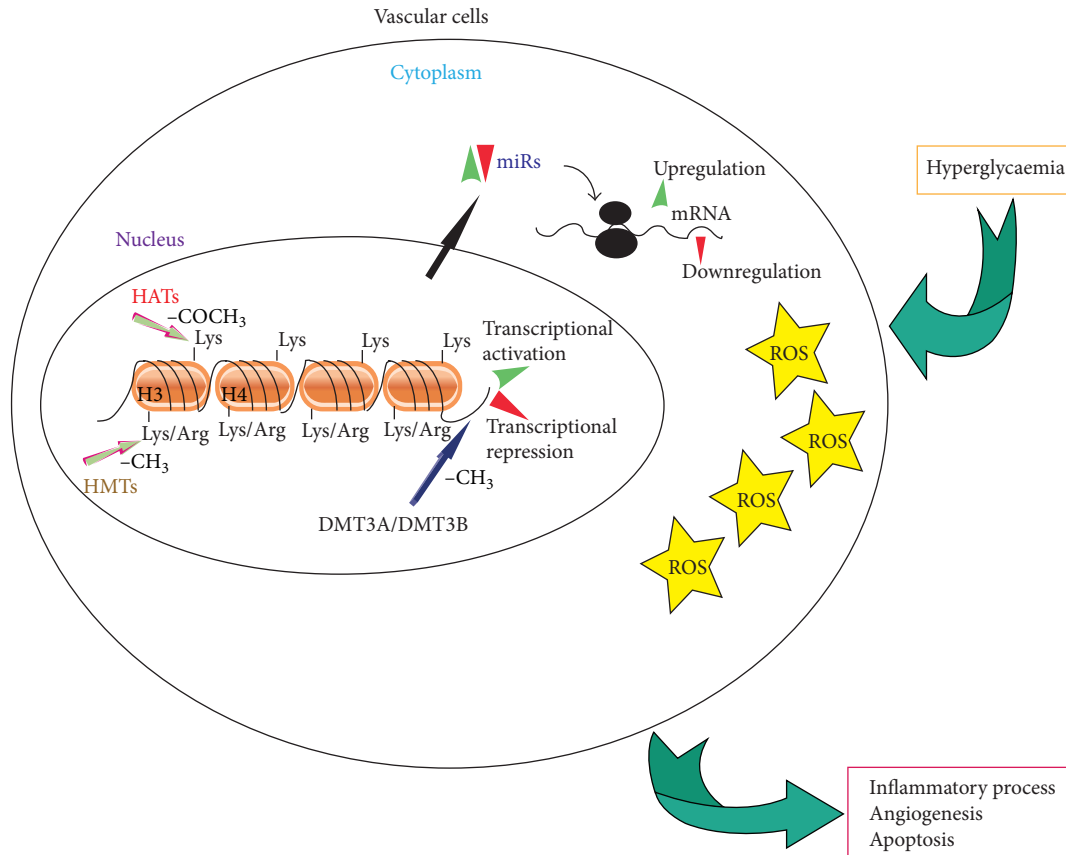 Vascular cells
Cytoplasm
miRs
Upregulation
mRNA
Downregulation
Hyperglycaemia
Nucleus
HATs
–COCH₃
Lys
Lys
Lys
Lys
Transcriptional
activation
H3
H4
Lys/Arg
Lys/Arg
Lys/Arg
Lys/Arg
Transcriptional
repression
–CH₃
HMTs
–CH₃
DMT3A/DMT3B
ROS
ROS
ROS
ROS
Inflammatory process
Angiogenesis
Apoptosis